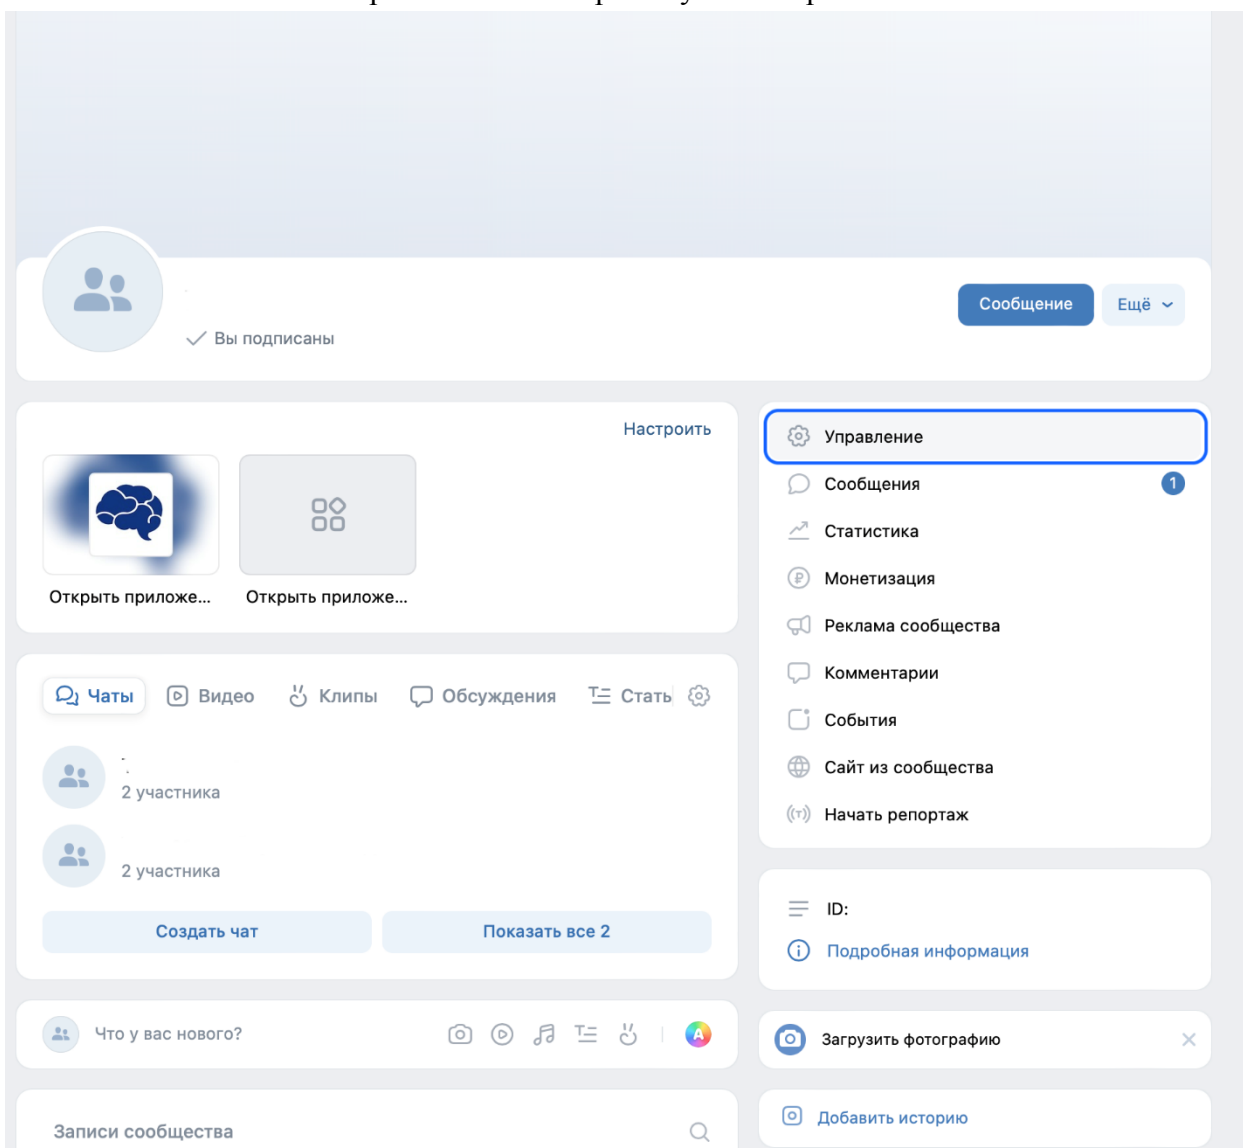 Сообщение
Ещё
Вы подписаны
Настроить
Открыть приложе...
Открыть приложе...
Управление
Сообщения 1
Статистика
Монетизация
Реклама сообщества
Комментарии
События
Сайт из сообщества
Начать репортаж
Чаты Видео Клипы Обсуждения Стать
2 участника
2 участника
Создать чат
Показать все 2
ID:
Подробная информация
Что у вас нового?
Загрузить фотографию
Добавить историю
Записи сообщества